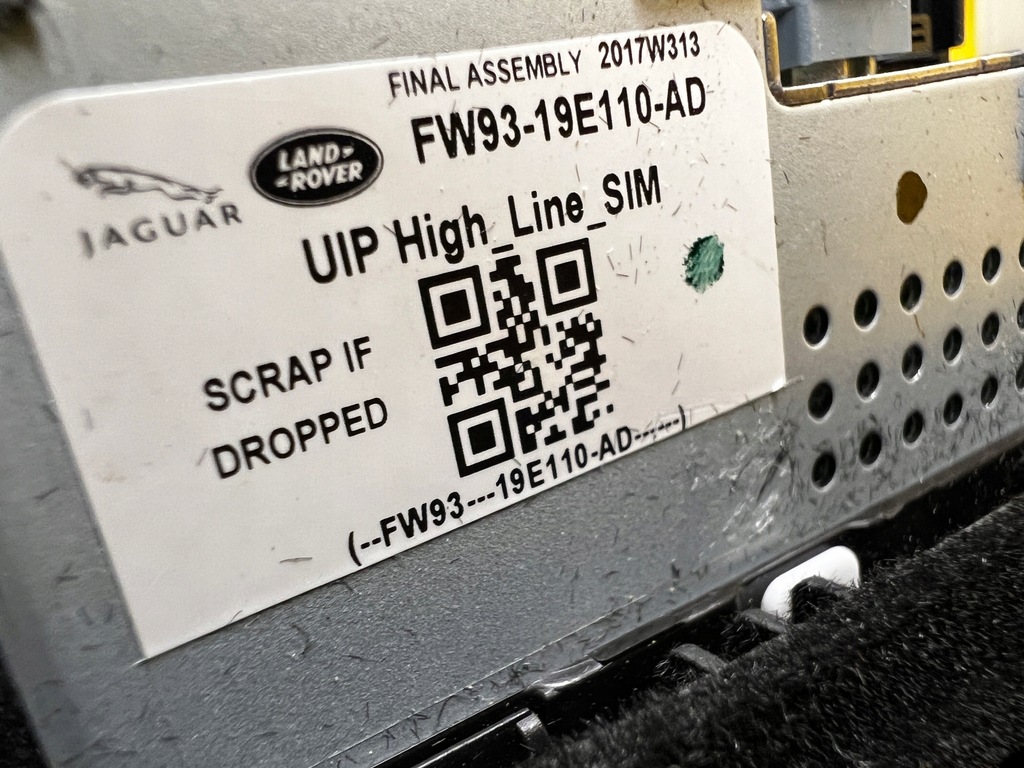 FINAL ASSEMBLY 2017W313
FW93-19E110-AD
JAGUAR
LAND-
-ROVER
UIP High_Line_SIM
SCRAP IF
DROPPED
(--FW93---19E110-AD-----)